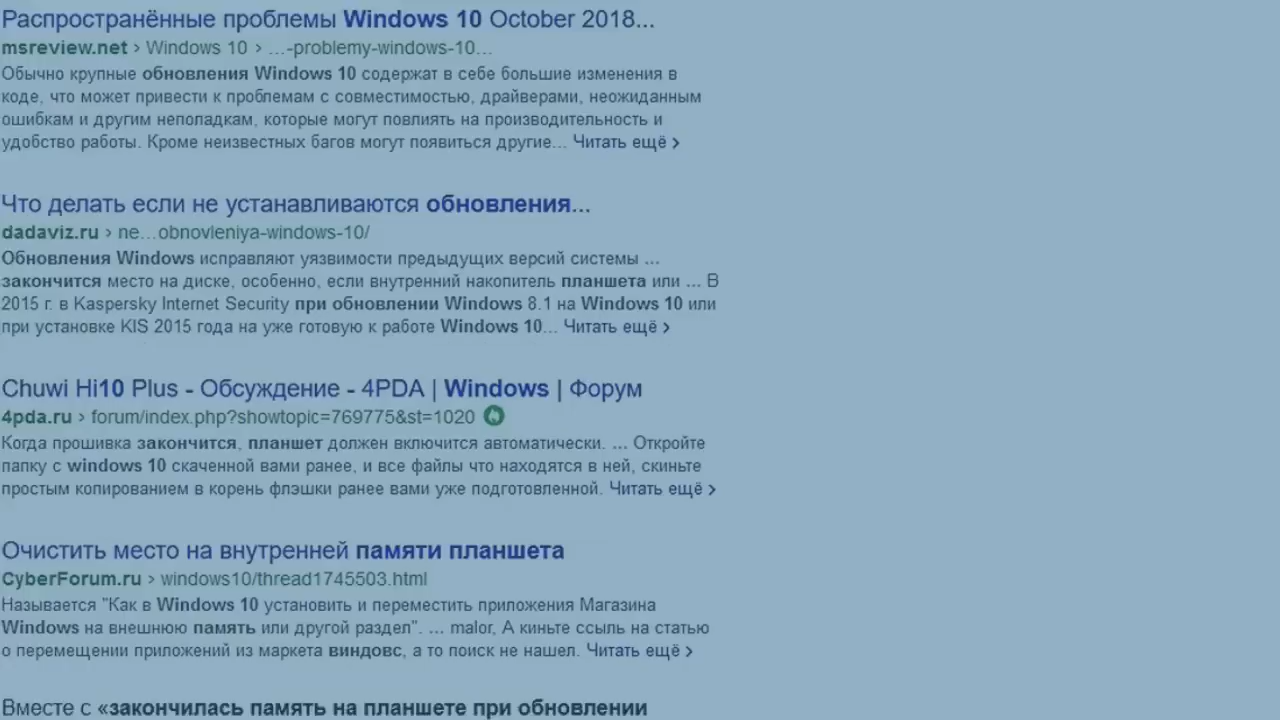 Распространённые проблемы Windows 10 October 2018...
msreview.net › Windows 10 › ...-problemy-windows-10...
Обычно крупные обновления Windows 10 содержат в себе большие изменения в
коде, что может привести к проблемам с совместимостью, драйверами, неожиданным
ошибкам и другим неполадкам, которые могут повлиять на производительность и
удобство работы. Кроме неизвестных багов могут появиться другие... Читать ещё ›
Что делать если не устанавливаются обновления...
dadaviz.ru › ne...obnovleniya-windows-10/
Обновления Windows исправляют уязвимости предыдущих версий системы ...
закончится место на диске, особенно, если внутренний накопитель планшета или ... В
2015 г. в Kaspersky Internet Security при обновлении Windows 8.1 на Windows 10 или
при установке KIS 2015 года на уже готовую к работе Windows 10... Читать ещё ›
Chuwi Hi10 Plus - Обсуждение - 4PDA | Windows | Форум
4pda.ru › forum/index.php?showtopic=769775&st=1020
Когда прошивка закончится, планшет должен включится автоматически. ... Откройте
папку с windows 10 скаченной вами ранее, и все файлы что находятся в ней, скиньте
простым копированием в корень флэшки ранее вами уже подготовленной. Читать ещё ›
Очистить место на внутренней памяти планшета
CyberForum.ru › windows10/thread1745503.html
Называется "Как в Windows 10 установить и переместить приложения Магазина
Windows на внешнюю память или другой раздел". ... malor, А киньте ссыль на статью
о перемещении приложений из маркета виндовс, а то поиск не нашел. Читать ещё ›
Вместе с «закончилась память на планшете при обновлении